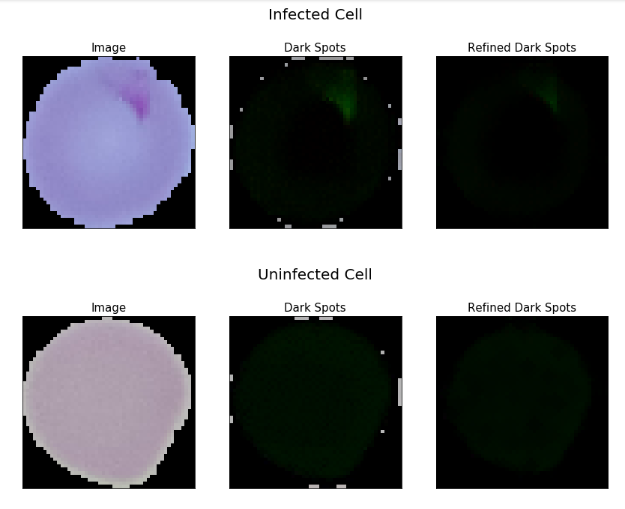 Infected Cell
Image
Dark Spots
Refined Dark Spots
Uninfected Cell
Image
Dark Spots
Refined Dark Spots